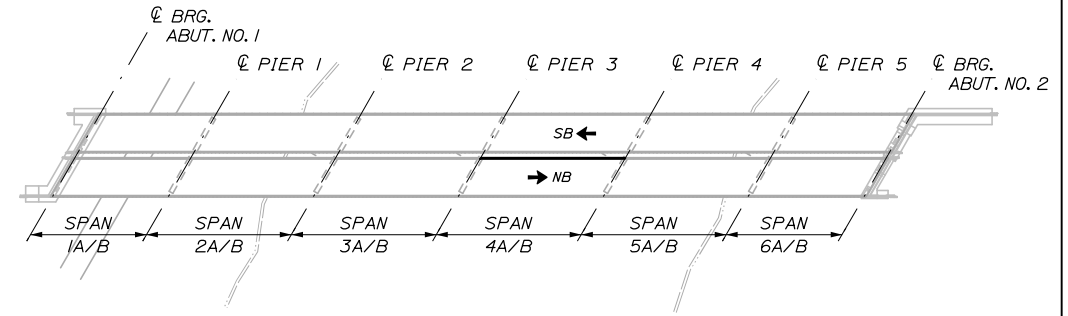 ℄ BRG.
ABUT. NO. 1
℄ PIER 1
℄ PIER 2
℄ PIER 3
℄ PIER 4
℄ PIER 5
℄ BRG.
ABUT. NO. 2
SB
NB
SPAN
1A/B
SPAN
2A/B
SPAN
3A/B
SPAN
4A/B
SPAN
5A/B
SPAN
6A/B